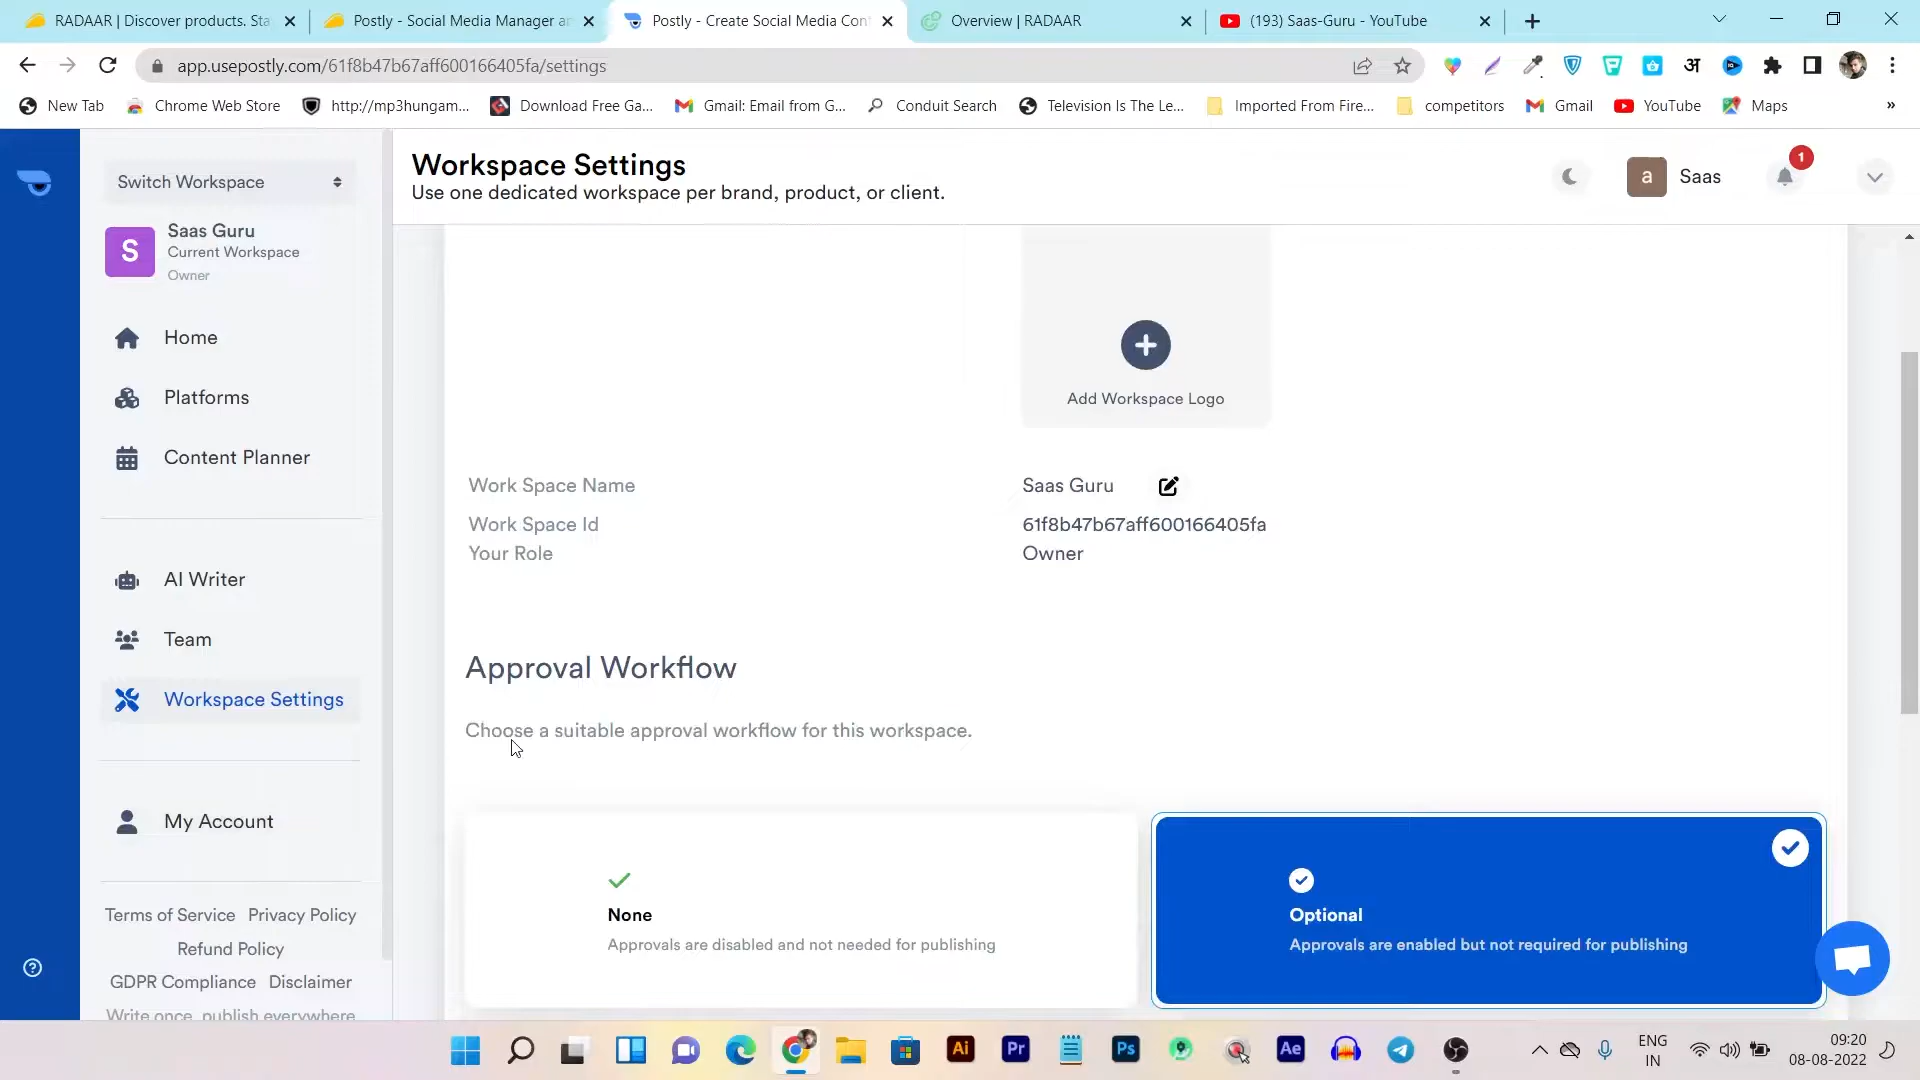 RADAAR | Discover products. Sta
Postly - Social Media Manager an
Postly - Create Social Media Con
Overview | RADAAR
(193) Saas-Guru - YouTube
app.usepostly.com/61f8b47b67aff600166405fa/settings
New Tab
Chrome Web Store
http://mp3hungam...
Download Free Ga...
Gmail: Email from G...
Conduit Search
Television Is The Le...
Imported From Fire...
competitors
Gmail
YouTube
Maps
»
Switch Workspace
S
Saas Guru
Current Workspace
Owner
Home
Platforms
Content Planner
AI Writer
Team
Workspace Settings
My Account
Terms of Service Privacy Policy
Refund Policy
GDPR Compliance Disclaimer
Write once, publish everywhere
Workspace Settings
Use one dedicated workspace per brand, product, or client.
a
Saas
1
Add Workspace Logo
Work Space Name
Saas Guru
Work Space Id
61f8b47b67aff600166405fa
Your Role
Owner
Approval Workflow
Choose a suitable approval workflow for this workspace.
None
Approvals are disabled and not needed for publishing
Optional
Approvals are enabled but not required for publishing
Ai
Pr
Ps
Ae
ENG
IN
09:20
08-08-2022